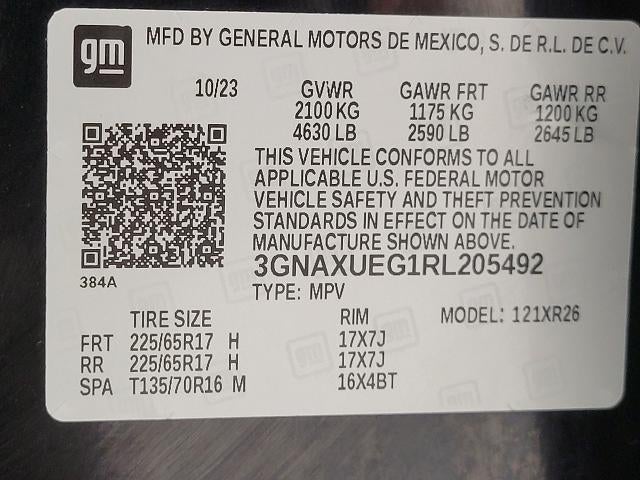 gm MFD BY GENERAL MOTORS DE MEXICO, S. DE R.L. DE C.V.
10/23 GVWR GAWR FRT GAWR RR
2100 KG 1175 KG 1200 KG
4630 LB 2590 LB 2645 LB
THIS VEHICLE CONFORMS TO ALL
APPLICABLE U.S. FEDERAL MOTOR
VEHICLE SAFETY AND THEFT PREVENTION
STANDARDS IN EFFECT ON THE DATE OF
MANUFACTURE SHOWN ABOVE.
3GNAXUEG1RL205492
384A
TYPE: MPV
TIRE SIZE RIM MODEL: 121XR26
FRT 225/65R17 H 17X7J
RR 225/65R17 H 17X7J
SPA T135/70R16 M 16X4BT